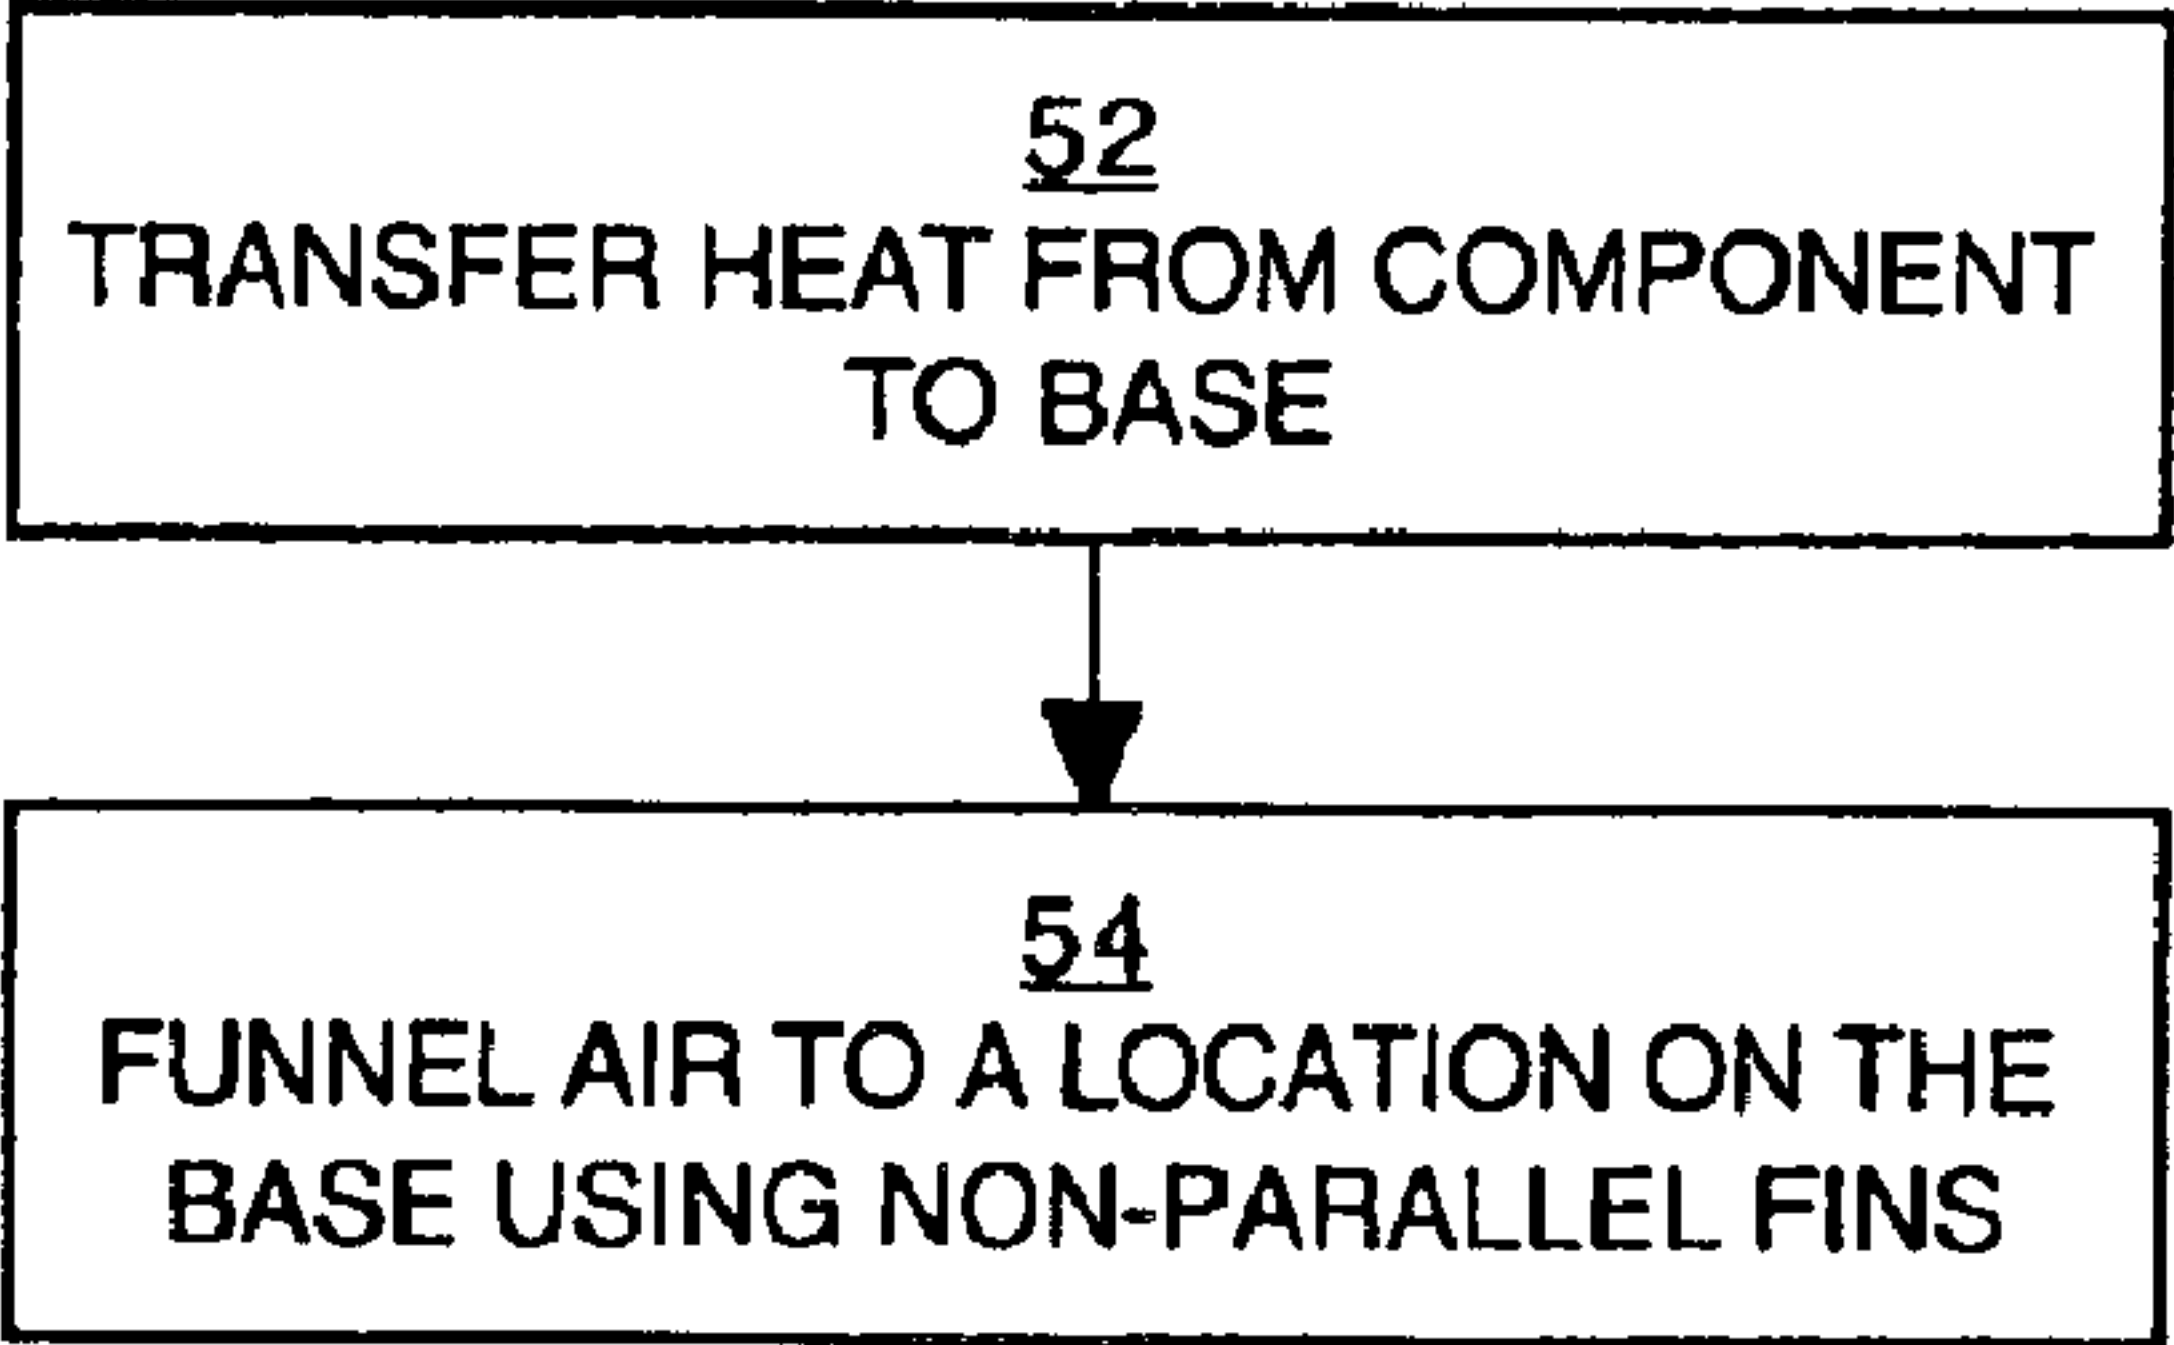 52
TRANSFER HEAT FROM COMPONENT
TO BASE
54
FUNNEL AIR TO A LOCATION ON THE
BASE USING NON-PARALLEL FINS